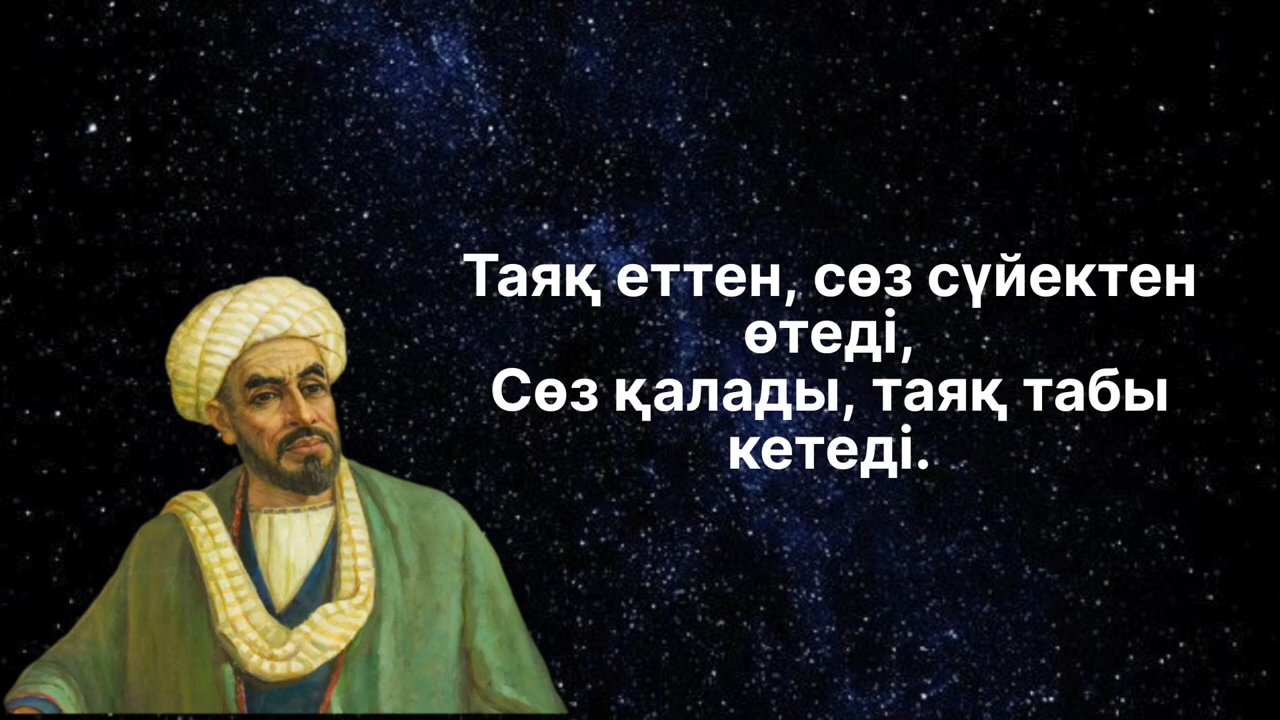 Таяқ еттен, сөз сүйектен
өтеді,
Сөз қалады, таяқ табы
кетеді.